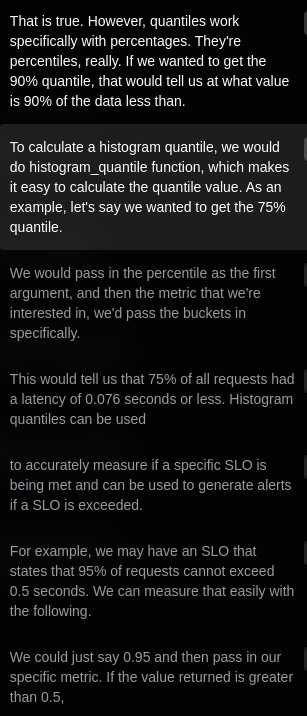 That is true. However, quantiles work
specifically with percentages. They're
percentiles, really. If we wanted to get the
90% quantile, that would tell us at what value
is 90% of the data less than.
To calculate a histogram quantile, we would
do histogram_quantile function, which makes
it easy to calculate the quantile value. As an
example, let's say we wanted to get the 75%
quantile.
We would pass in the percentile as the first
argument, and then the metric that we're
interested in, we'd pass the buckets in
specifically.
This would tell us that 75% of all requests had
a latency of 0.076 seconds or less. Histogram
quantiles can be used
to accurately measure if a specific SLO is
being met and can be used to generate alerts
if a SLO is exceeded.
For example, we may have an SLO that
states that 95% of requests cannot exceed
0.5 seconds. We can measure that easily with
the following.
We could just say 0.95 and then pass in our
specific metric. If the value returned is greater
than 0.5,